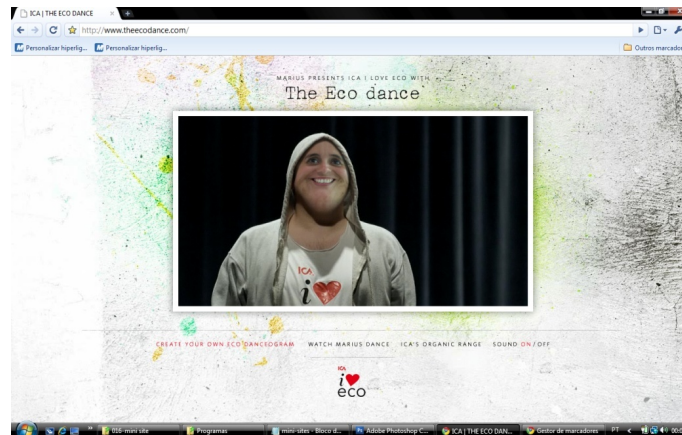 ICA | THE ECO DANCE
http://www.theecodance.com/
Personalizar hiperlig... Personalizar hiperlig... Outros marcadores
MARIUS PRESENTS ICA I LOVE ECO WITH
The Eco dance
ICA
i
CREATE YOUR OWN ECO DANCEOGRAM WATCH MARIUS DANCE ICA'S ORGANIC RANGE SOUND ON/OFF
ICA
i
eco
016-mini site Programas mini-sites - Bloco d... Adobe Photoshop C... ICA | THE ECO DAN... Gestor de marcadores PT